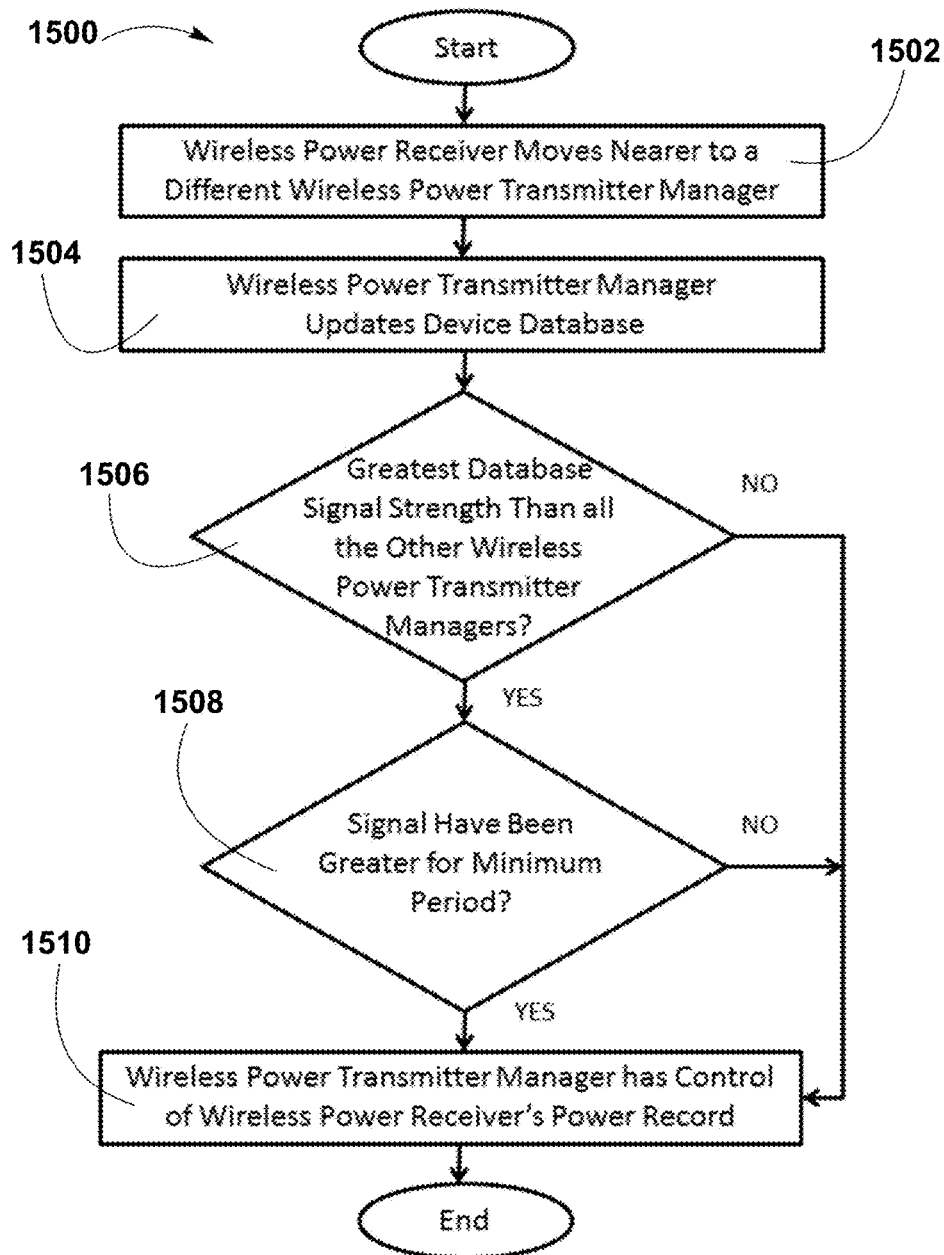 1500
Start
1502
Wireless Power Receiver Moves Nearer to a
Different Wireless Power Transmitter Manager
1504
Wireless Power Transmitter Manager
Updates Device Database
1506
Greatest Database
Signal Strength Than all
the Other Wireless
Power Transmitter
Managers?
NO
YES
1508
Signal Have Been
Greater for Minimum
Period?
NO
YES
1510
Wireless Power Transmitter Manager has Control
of Wireless Power Receiver's Power Record
End